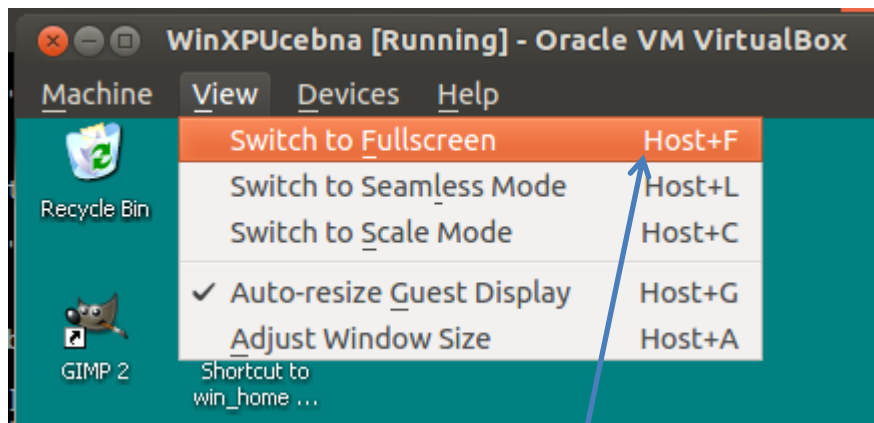 WinXPUcebna [Running] - Oracle VM VirtualBox
Machine View Devices Help
Switch to Fullscreen Host+F
Switch to Seamless Mode Host+L
Switch to Scale Mode Host+C
Auto-resize Guest Display Host+G
Adjust Window Size Host+A
Recycle Bin
GIMP 2
Shortcut to
win_home ...